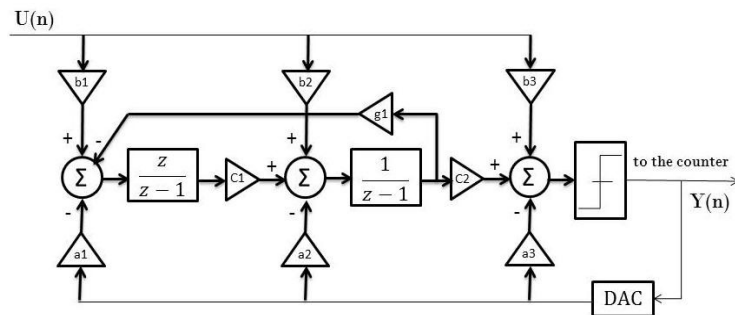 U(n)
b1
b2
b3
g1
+
-
+
+
Σ
z
z − 1
C1
+
Σ
1
z − 1
C2
+
Σ
to the counter
Y(n)
-
-
-
a1
a2
a3
DAC